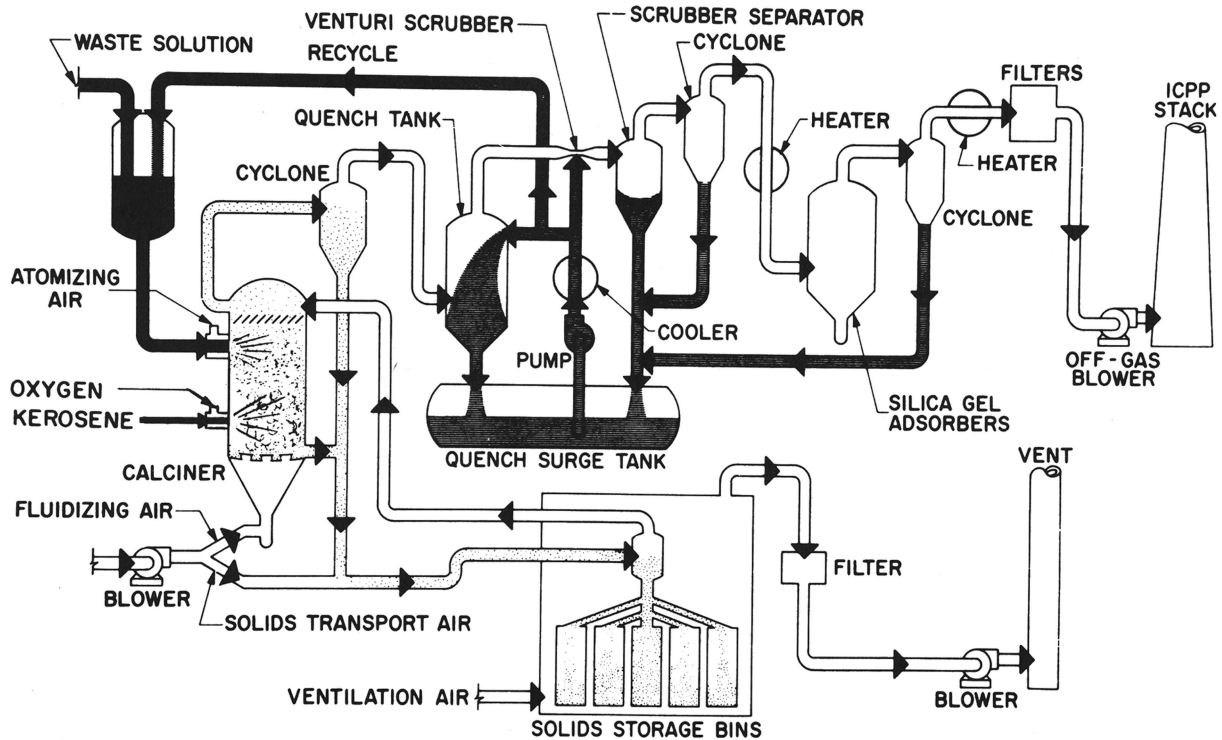 WASTE SOLUTION
VENTURI SCRUBBER
RECYCLE
SCRUBBER SEPARATOR
CYCLONE
FILTERS
ICPP
STACK
QUENCH TANK
HEATER
CYCLONE
HEATER
CYCLONE
ATOMIZING
AIR
COOLER
PUMP
OFF-GAS
BLOWER
OXYGEN
KEROSENE
SILICA GEL
ADSORBERS
QUENCH SURGE TANK
CALCINER
VENT
FLUIDIZING AIR
BLOWER
FILTER
SOLIDS TRANSPORT AIR
VENTILATION AIR
BLOWER
SOLIDS STORAGE BINS